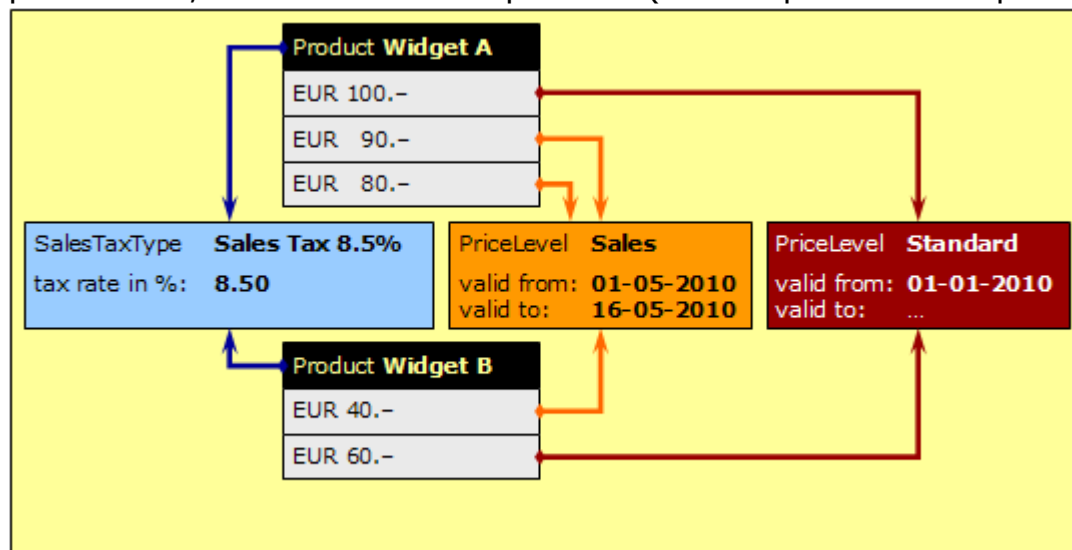 Product Widget A
EUR 100.–
EUR 90.–
EUR 80.–
SalesTaxType Sales Tax 8.5%
tax rate in %: 8.50
PriceLevel Sales
valid from: 01-05-2010
valid to: 16-05-2010
PriceLevel Standard
valid from: 01-01-2010
valid to: ...
Product Widget B
EUR 40.–
EUR 60.–